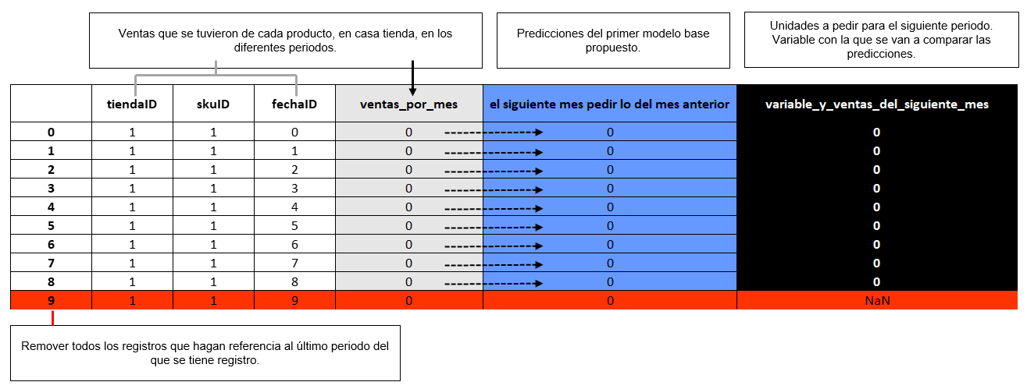 Ventas que se tuvieron de cada producto, en casa tienda, en los
diferentes periodos.
Predicciones del primer modelo base
propuesto.
Unidades a pedir para el siguiente periodo.
Variable con la que se van a comparar las
predicciones.
tiendaID skuID fechaID ventas_por_mes el siguiente mes pedir lo del mes anterior variable_y_ventas_del_siguiente_mes
0 1 1 0 0 0 0
1 1 1 1 0 0 0
2 1 1 2 0 0 0
3 1 1 3 0 0 0
4 1 1 4 0 0 0
5 1 1 5 0 0 0
6 1 1 6 0 0 0
7 1 1 7 0 0 0
8 1 1 8 0 0 0
9 1 1 9 0 0 NaN
Remover todos los registros que hagan referencia al último periodo del
que se tiene registro.